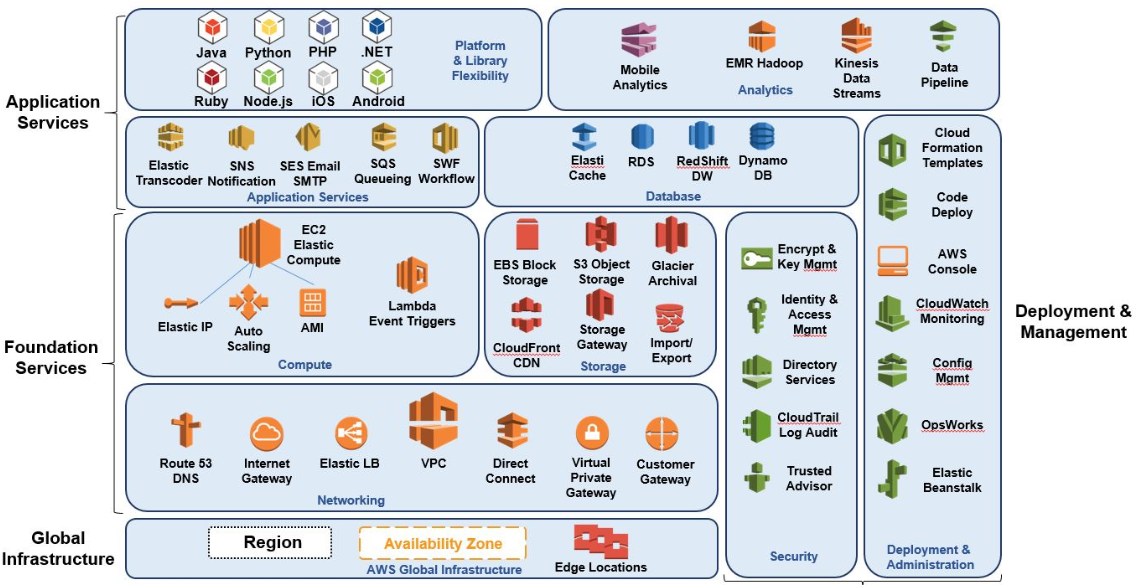 Application
Services
Java
Python
PHP
.NET
Ruby
Node.js
iOS
Android
Platform
& Library
Flexibility
Mobile
Analytics
EMR Hadoop
Kinesis
Data
Streams
Data
Pipeline
Analytics
Elastic
Transcoder
SNS
Notification
SES Email
SMTP
SQS
Queueing
SWF
Workflow
Application Services
Elasti
Cache
RDS
RedShift
DW
Dynamo
DB
Database
Foundation
Services
EC2
Elastic
Compute
Elastic IP
Auto
Scaling
AMI
Lambda
Event Triggers
Compute
EBS Block
Storage
S3 Object
Storage
Glacier
Archival
CloudFront
CDN
Storage
Gateway
Import/
Export
Storage
Route 53
DNS
Internet
Gateway
Elastic LB
VPC
Direct
Connect
Virtual
Private
Gateway
Customer
Gateway
Networking
Global
Infrastructure
Region
Availability Zone
Edge Locations
AWS Global Infrastructure
Encrypt &
Key Mgmt
Identity &
Access
Mgmt
Directory
Services
CloudTrail
Log Audit
Trusted
Advisor
Security
Cloud
Formation
Templates
Code
Deploy
AWS
Console
CloudWatch
Monitoring
Config
Mgmt
OpsWorks
Elastic
Beanstalk
Deployment &
Administration
Deployment &
Management